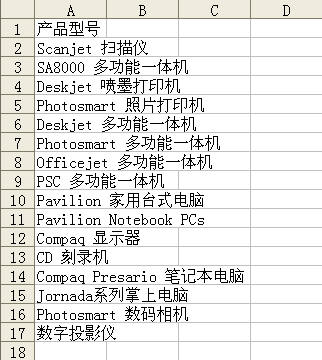 A B C D
1 产品型号
2 Scanjet 扫描仪
3 SA8000 多功能一体机
4 Deskjet 喷墨打印机
5 Photosmart 照片打印机
6 Deskjet 多功能一体机
7 Photosmart 多功能一体机
8 Officejet 多功能一体机
9 PSC 多功能一体机
10 Pavilion 家用台式电脑
11 Pavilion Notebook PCs
12 Compaq 显示器
13 CD 刻录机
14 Compaq Presario 笔记本电脑
15 Jornada系列掌上电脑
16 Photosmart 数码相机
17 数字投影仪
18